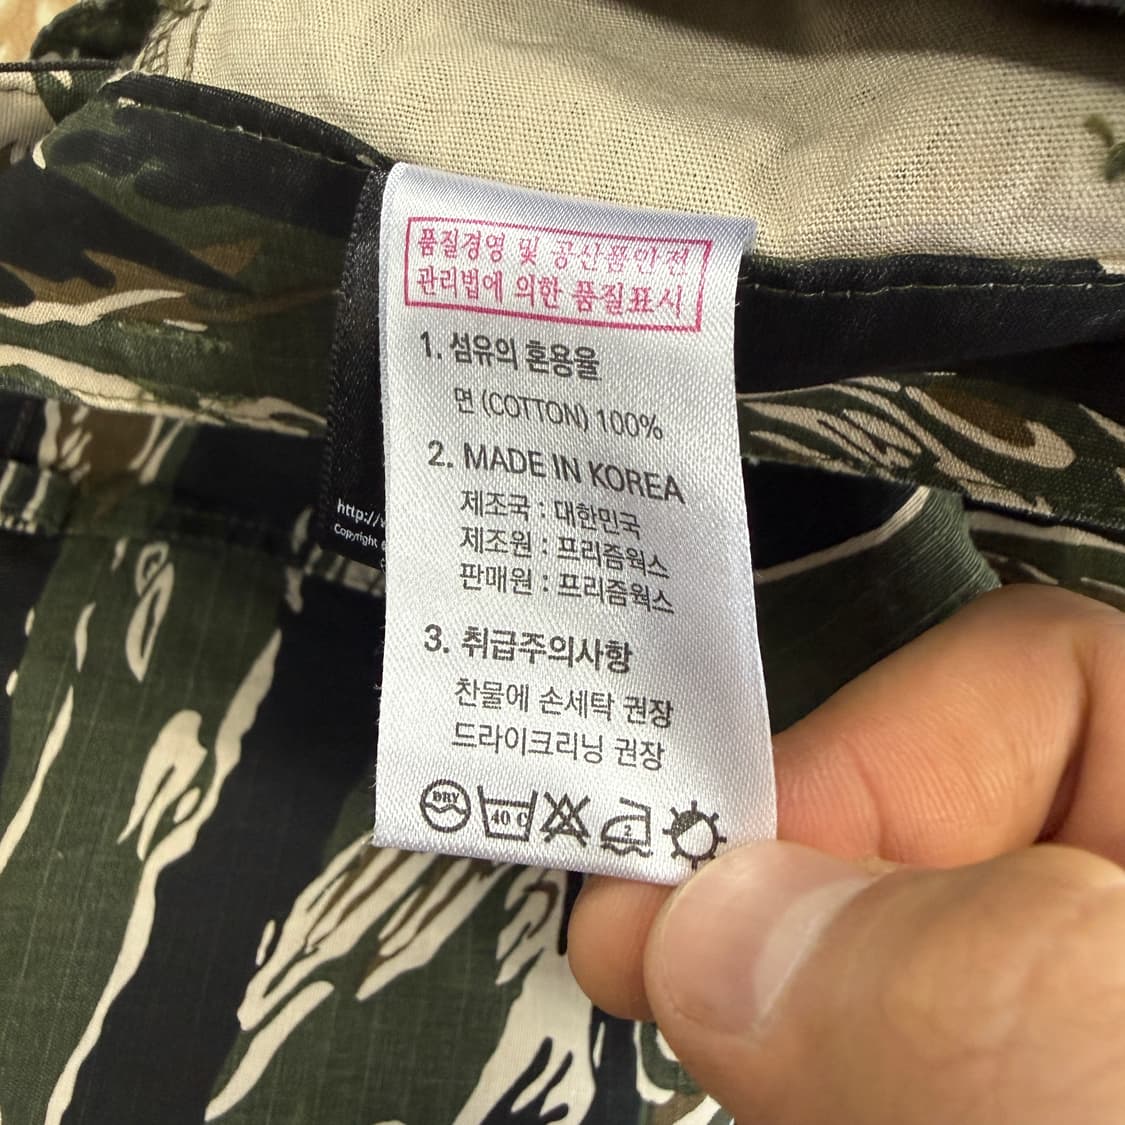 품질경영 및 공산품안전
관리법에 의한 품질표시
1. 섬유의 혼용율
면 (COTTON) 100%
2. MADE IN KOREA
제조국 : 대한민국
제조원 : 프리즘웍스
판매원 : 프리즘웍스
3. 취급주의사항
찬물에 손세탁 권장
드라이크리닝 권장
DRY
40 C
2
http://
Copyright